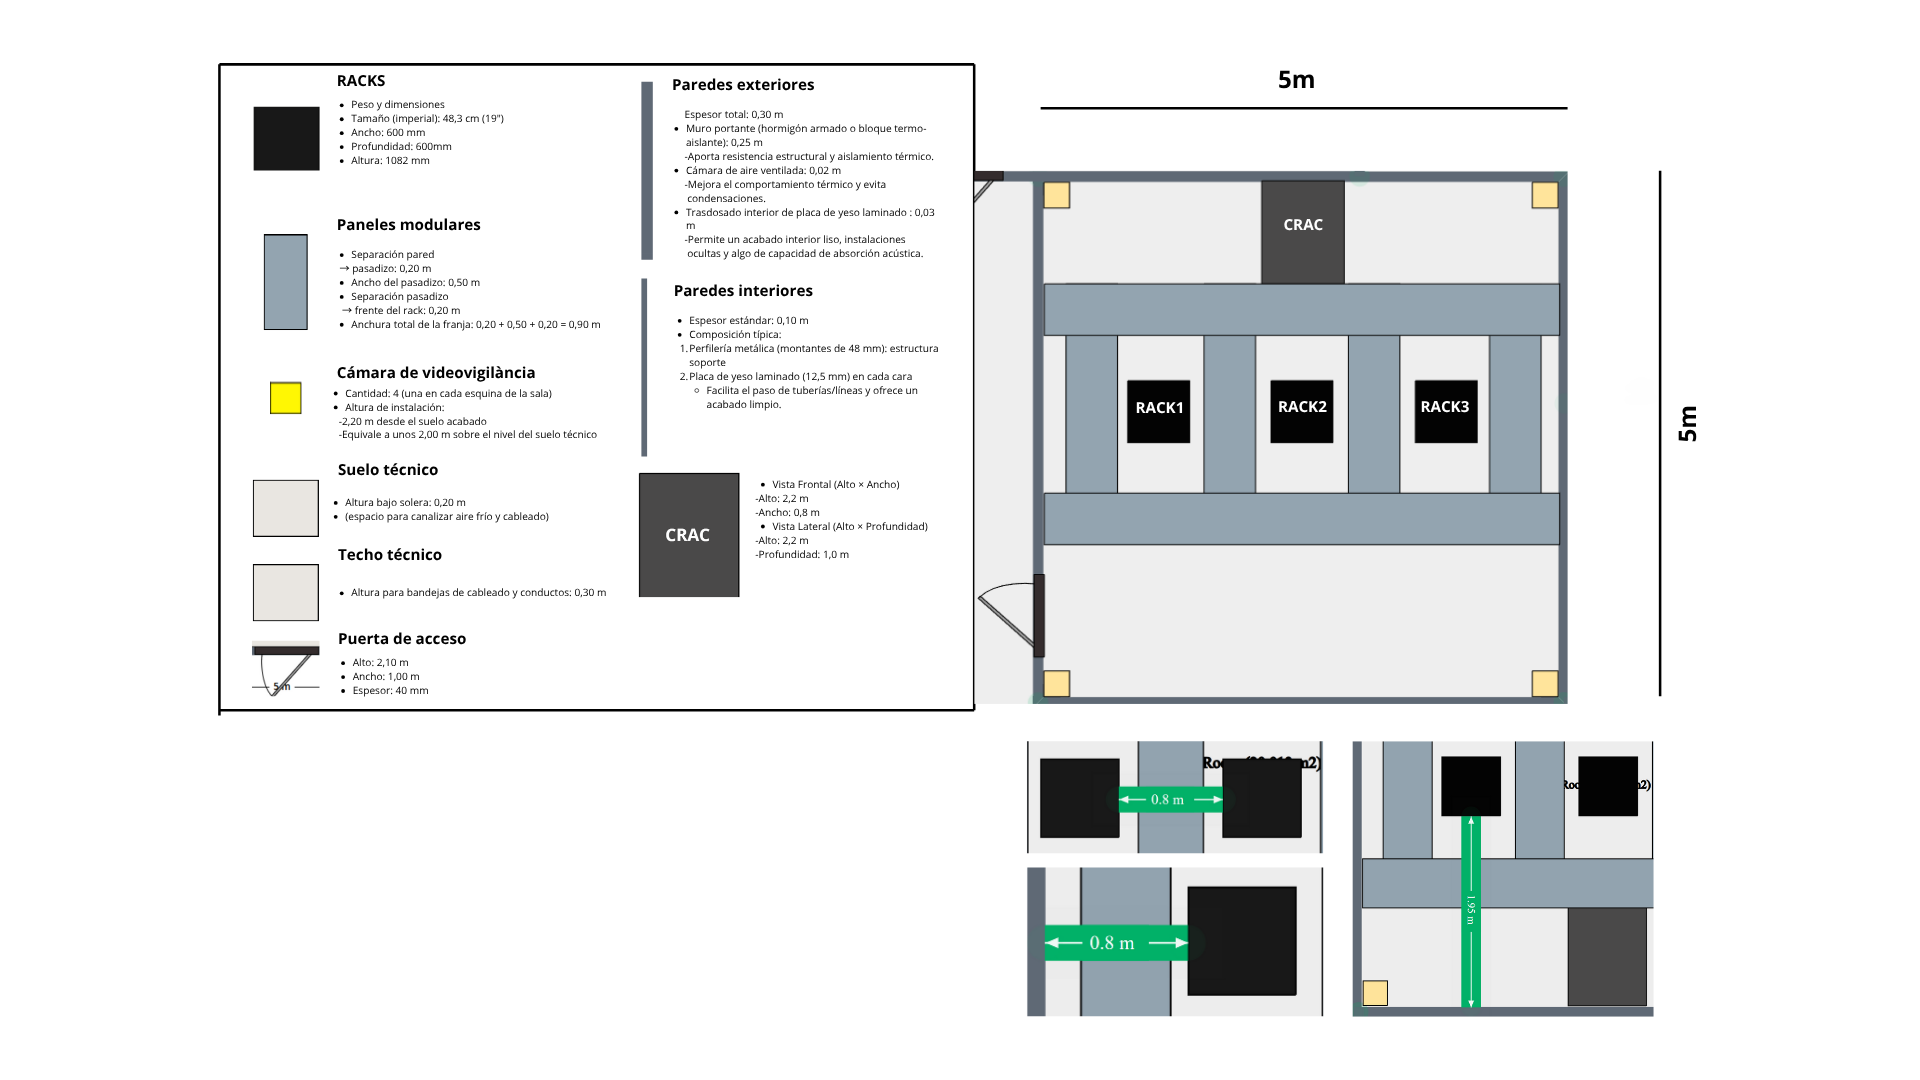 RACKS
• Peso y dimensiones
• Tamaño (imperial): 48,3 cm (19")
• Ancho: 600 mm
• Profundidad: 600mm
• Altura: 1082 mm
Paneles modulares
• Separación pared
→ pasadizo: 0,20 m
• Ancho del pasadizo: 0,50 m
• Separación pasadizo
→ frente del rack: 0,20 m
• Anchura total de la franja: 0,20 + 0,50 + 0,20 = 0,90 m
Cámara de videovigilància
• Cantidad: 4 (una en cada esquina de la sala)
• Altura de instalación:
-2,20 m desde el suelo acabado
-Equivale a unos 2,00 m sobre el nivel del suelo técnico
Suelo técnico
• Altura bajo solera: 0,20 m
• (espacio para canalizar aire frío y cableado)
Techo técnico
• Altura para bandejas de cableado y conductos: 0,30 m
Puerta de acceso
• Alto: 2,10 m
• Ancho: 1,00 m
• Espesor: 40 mm
5 m
Paredes exteriores
Espesor total: 0,30 m
• Muro portante (hormigón armado o bloque termo-
aislante): 0,25 m
-Aporta resistencia estructural y aislamiento térmico.
• Cámara de aire ventilada: 0,02 m
-Mejora el comportamiento térmico y evita
condensaciones.
• Trasdosado interior de placa de yeso laminado : 0,03
m
-Permite un acabado interior liso, instalaciones
ocultas y algo de capacidad de absorción acústica.
Paredes interiores
• Espesor estándar: 0,10 m
• Composición típica:
1. Perfilería metálica (montantes de 48 mm): estructura
soporte
2. Placa de yeso laminado (12,5 mm) en cada cara
○ Facilita el paso de tuberías/líneas y ofrece un
acabado limpio.
CRAC
• Vista Frontal (Alto × Ancho)
-Alto: 2,2 m
-Ancho: 0,8 m
• Vista Lateral (Alto × Profundidad)
-Alto: 2,2 m
-Profundidad: 1,0 m
5m
CRAC
RACK1
RACK2
RACK3
5m
0.8 m
0.8 m
1.95 m
m2)